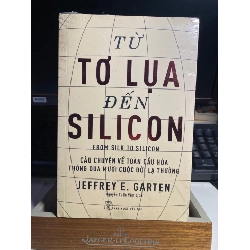 TỪ
TƠ LỤA
ĐẾN
SILICON
FROM SILK TO SILICON
CÂU CHUYỆN VỀ TOÀN CẦU HÓA
THÔNG QUA MƯỜI CUỘC ĐỜI LẠ THƯỜNG
JEFFREY E. GARTEN